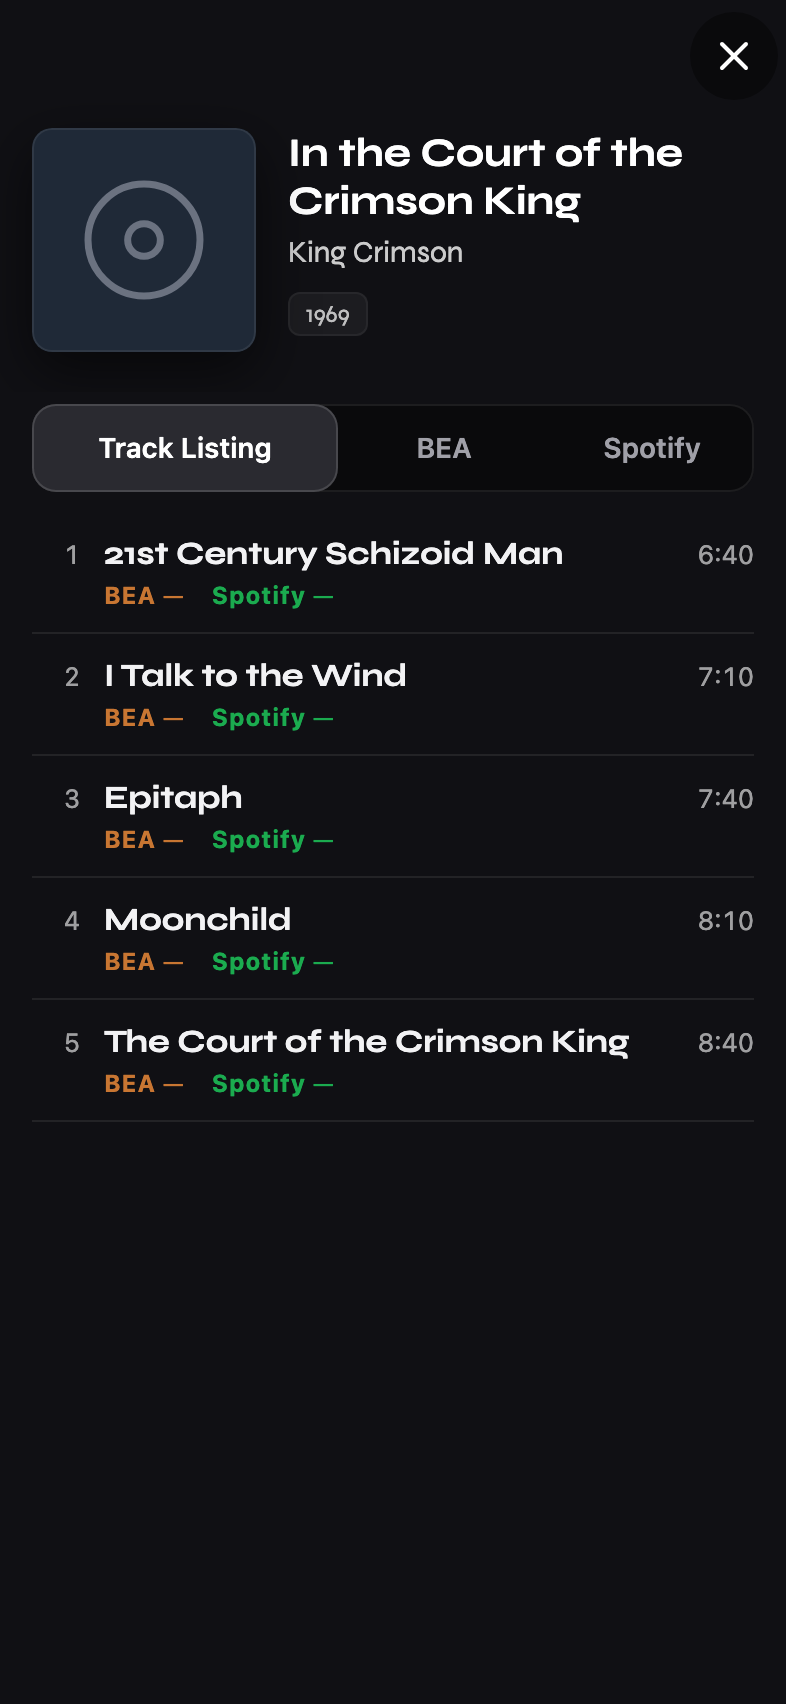 In the Court of the
Crimson King
King Crimson
1969
Track Listing BEA Spotify
1 21st Century Schizoid Man 6:40
BEA — Spotify —
2 I Talk to the Wind 7:10
BEA — Spotify —
3 Epitaph 7:40
BEA — Spotify —
4 Moonchild 8:10
BEA — Spotify —
5 The Court of the Crimson King 8:40
BEA — Spotify —